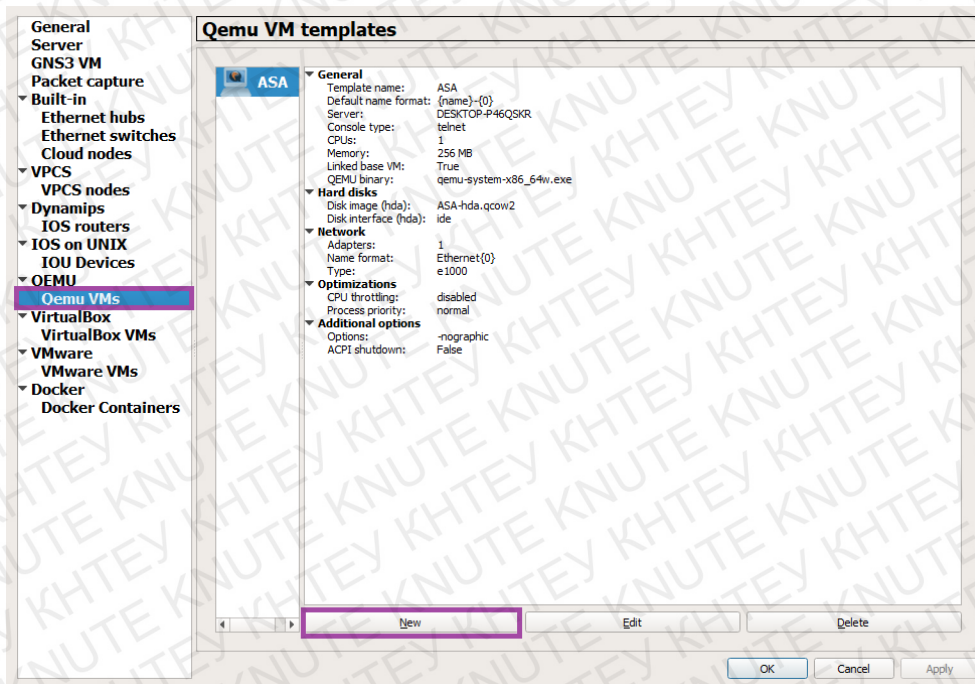 General
Server
GNS3 VM
Packet capture
Built-in
Ethernet hubs
Ethernet switches
Cloud nodes
VPCS
VPCS nodes
Dynamips
IOS routers
IOS on UNIX
IOU Devices
QEMU
Qemu VMs
VirtualBox
VirtualBox VMs
VMware
VMware VMs
Docker
Docker Containers
Qemu VM templates
ASA
General
Template name: ASA
Default name format: {name}-{0}
Server: DESKTOP-P46QSKR
Console type: telnet
CPUs: 1
Memory: 256 MB
Linked base VM: True
QEMU binary: qemu-system-x86_64w.exe
Hard disks
Disk image (hda): ASA-hda.qcow2
Disk interface (hda): ide
Network
Adapters: 1
Name format: Ethernet{0}
Type: e1000
Optimizations
CPU throttling: disabled
Process priority: normal
Additional options
Options: -nographic
ACPI shutdown: False
New Edit Delete
OK Cancel Apply
KNUTE КНТЕУ